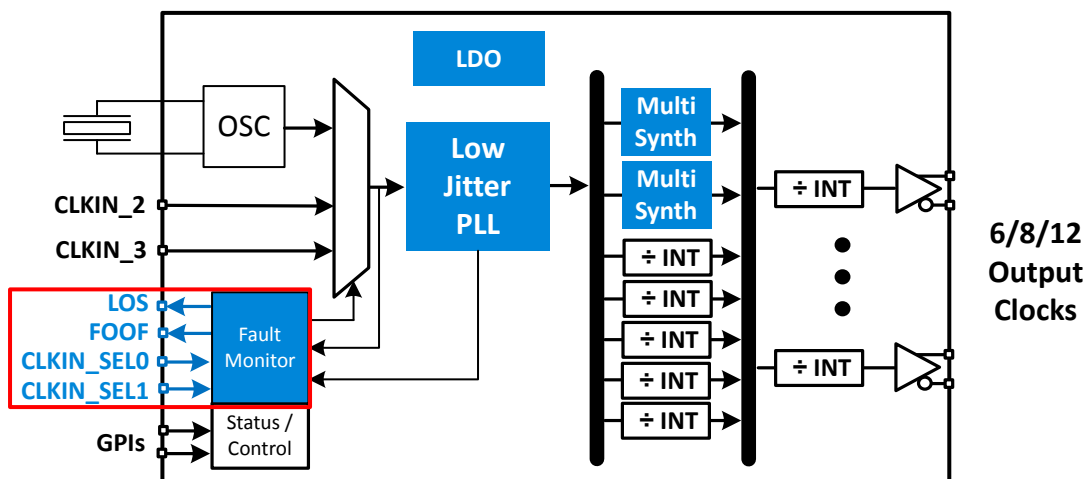 LDO
OSC
Low
Jitter
PLL
Multi
Synth
Multi
Synth
÷ INT
÷ INT
÷ INT
÷ INT
÷ INT
÷ INT
÷ INT
CLKIN_2
CLKIN_3
LOS
FOOF
CLKIN_SEL0
CLKIN_SEL1
Fault
Monitor
GPIs
Status /
Control
6/8/12
Output
Clocks